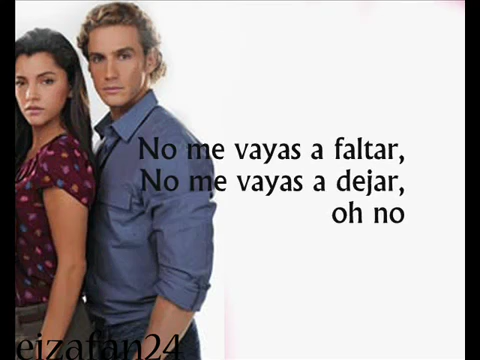 No me vayas a faltar,
No me vayas a dejar,
oh no
eizafan24